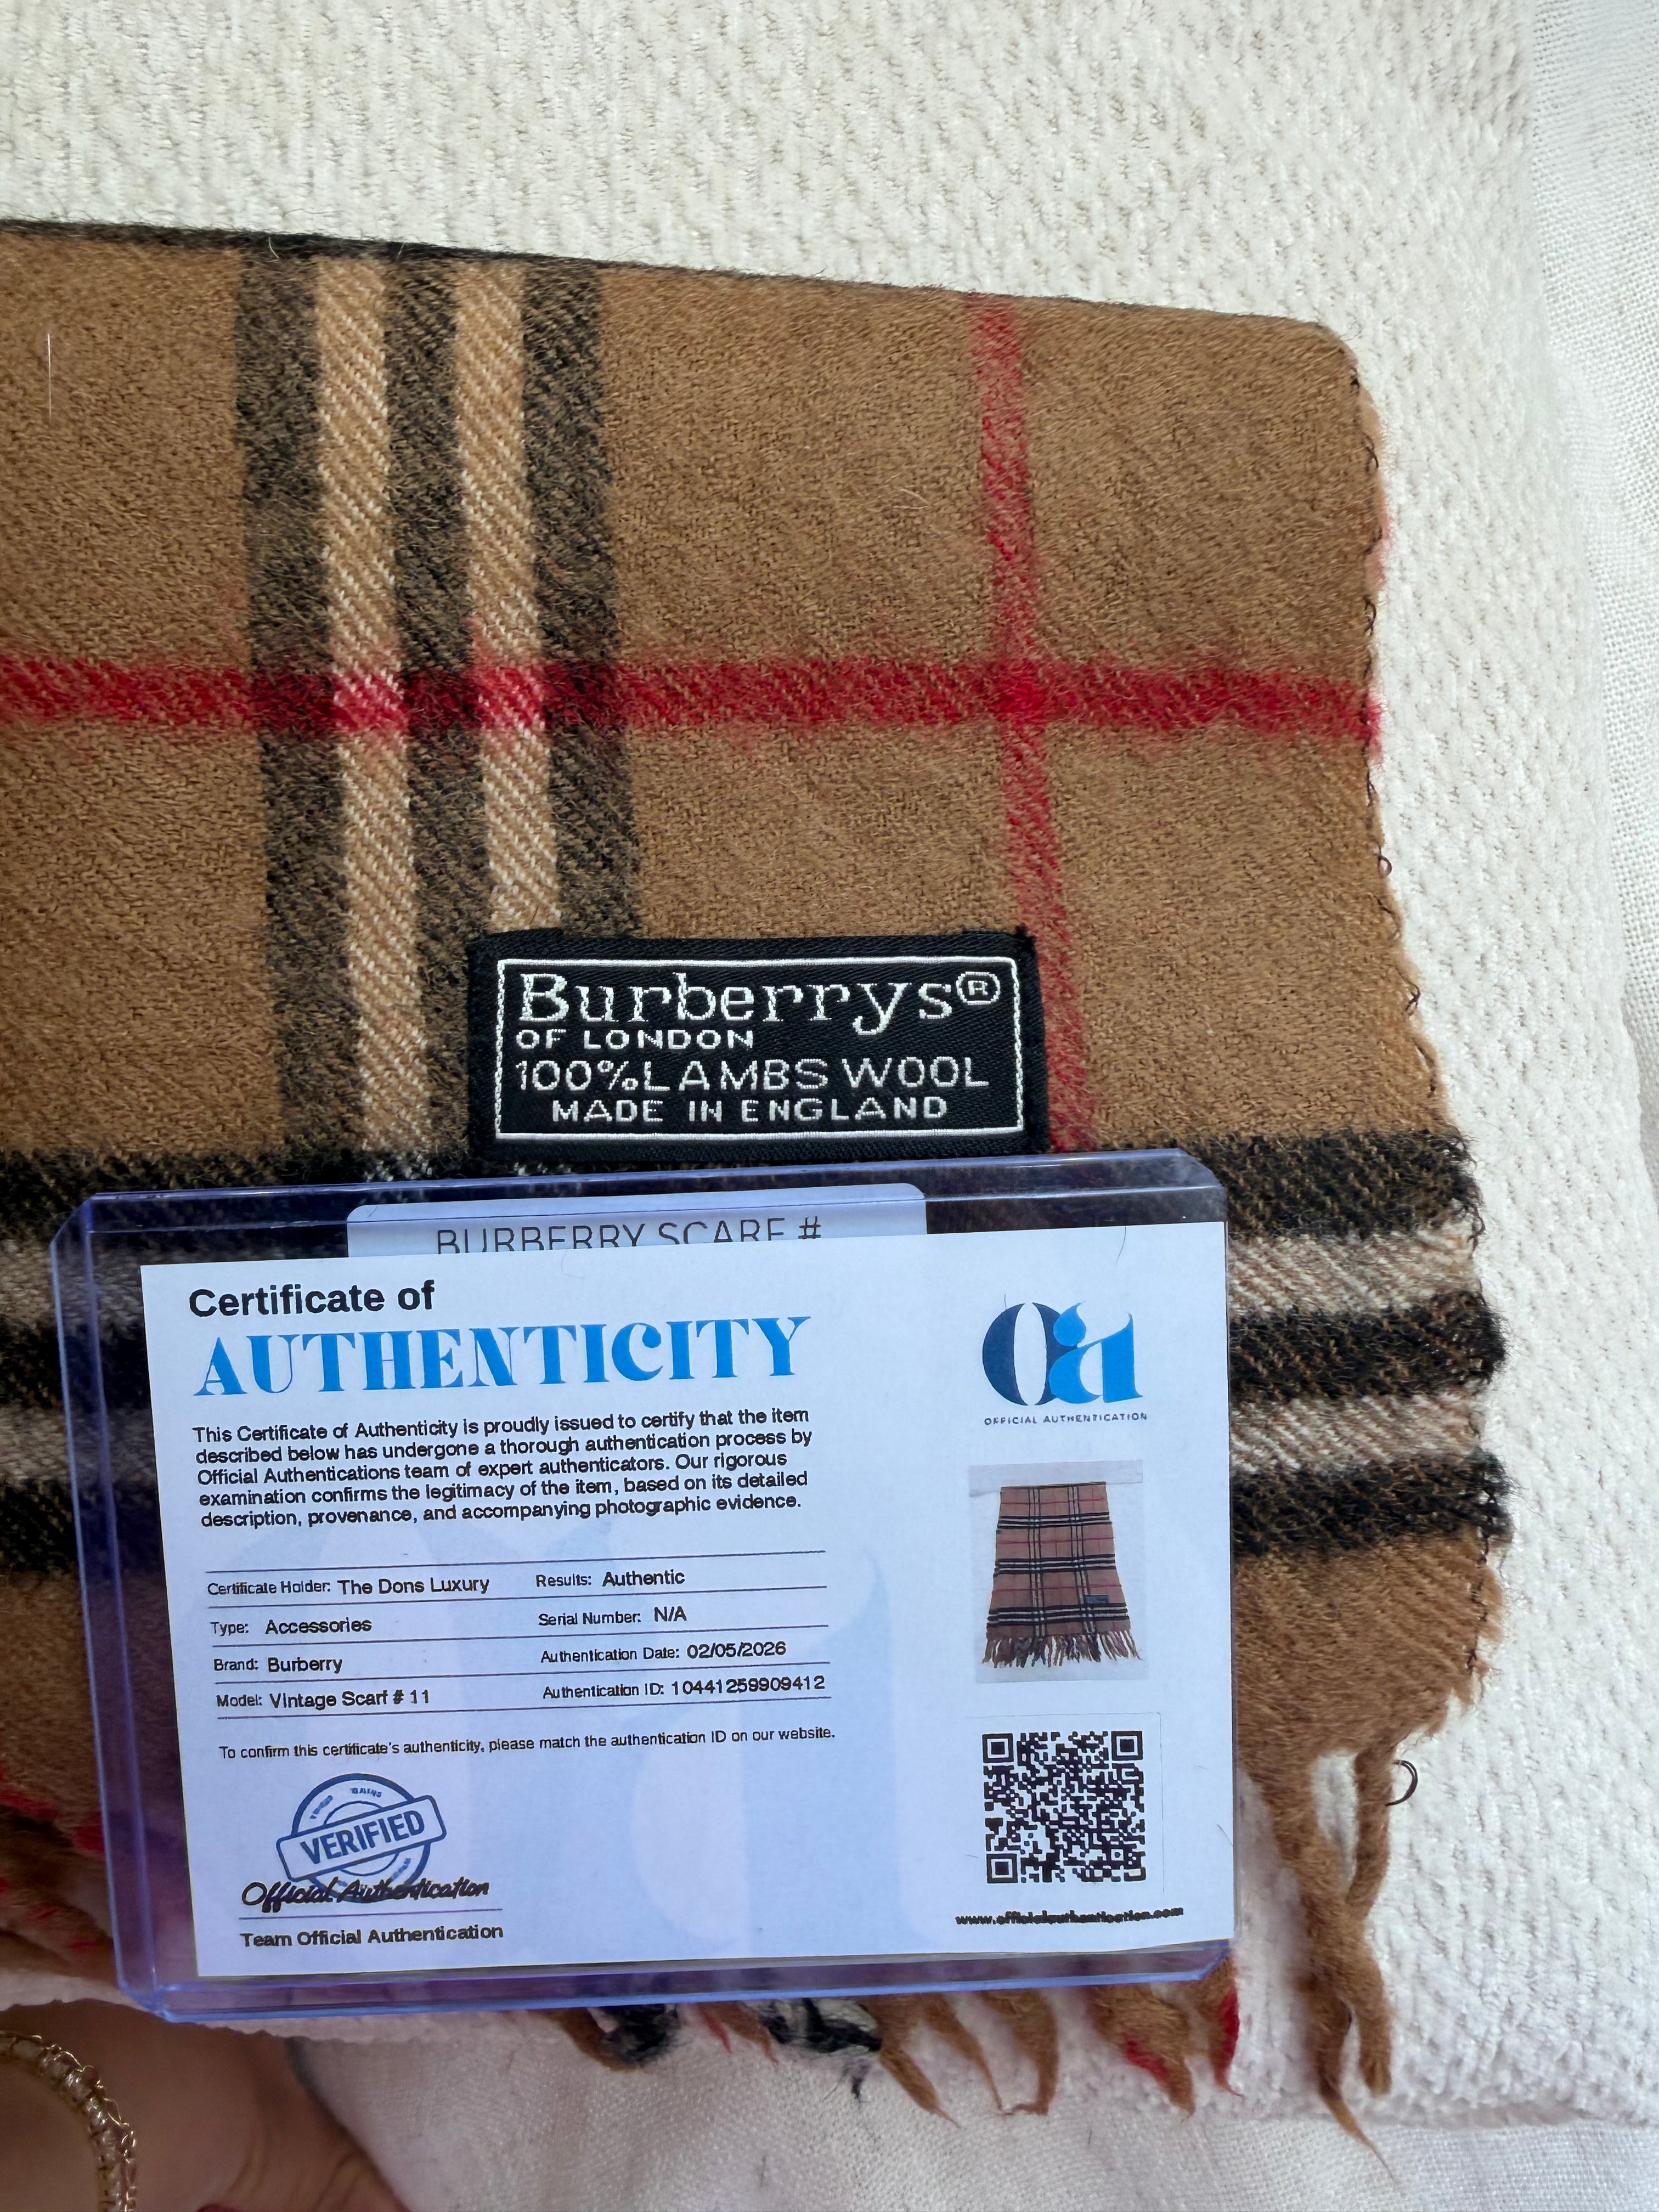 Burberrys®
OF LONDON
100% LAMBS WOOL
MADE IN ENGLAND
BURBERRY SCARF #
Certificate of
AUTHENTICITY
This Certificate of Authenticity is proudly issued to certify that the item
described below has undergone a thorough authentication process by
Official Authentications team of expert authenticators. Our rigorous
examination confirms the legitimacy of the item, based on its detailed
description, provenance, and accompanying photographic evidence.
Certificate Holder: The Dons Luxury
Results: Authentic
Type: Accessories
Serial Number: N/A
Brand: Burberry
Authentication Date: 02/05/2026
Model: Vintage Scarf # 11
Authentication ID: 10441259909412
To confirm this certificate's authenticity, please match the authentication ID on our website.
VERIFIED
Official Authentication
Team Official Authentication
Oa
OFFICIAL AUTHENTICATION
www.officialauthentication.com